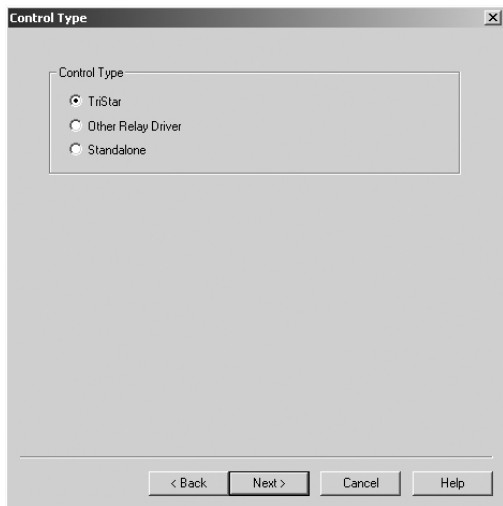 Control Type
Control Type
TriStar
Other Relay Driver
Standalone
< Back Next > Cancel Help